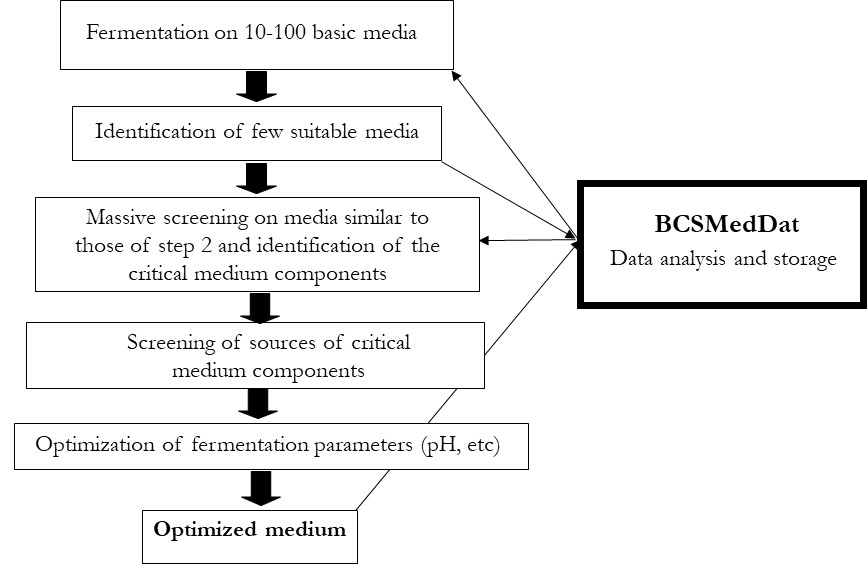 Fermentation on 10-100 basic media
Identification of few suitable media
Massive screening on media similar to
those of step 2 and identification of the
critical medium components
Screening of sources of critical
medium components
Optimization of fermentation parameters (pH, etc)
Optimized medium
BCSMedDat
Data analysis and storage